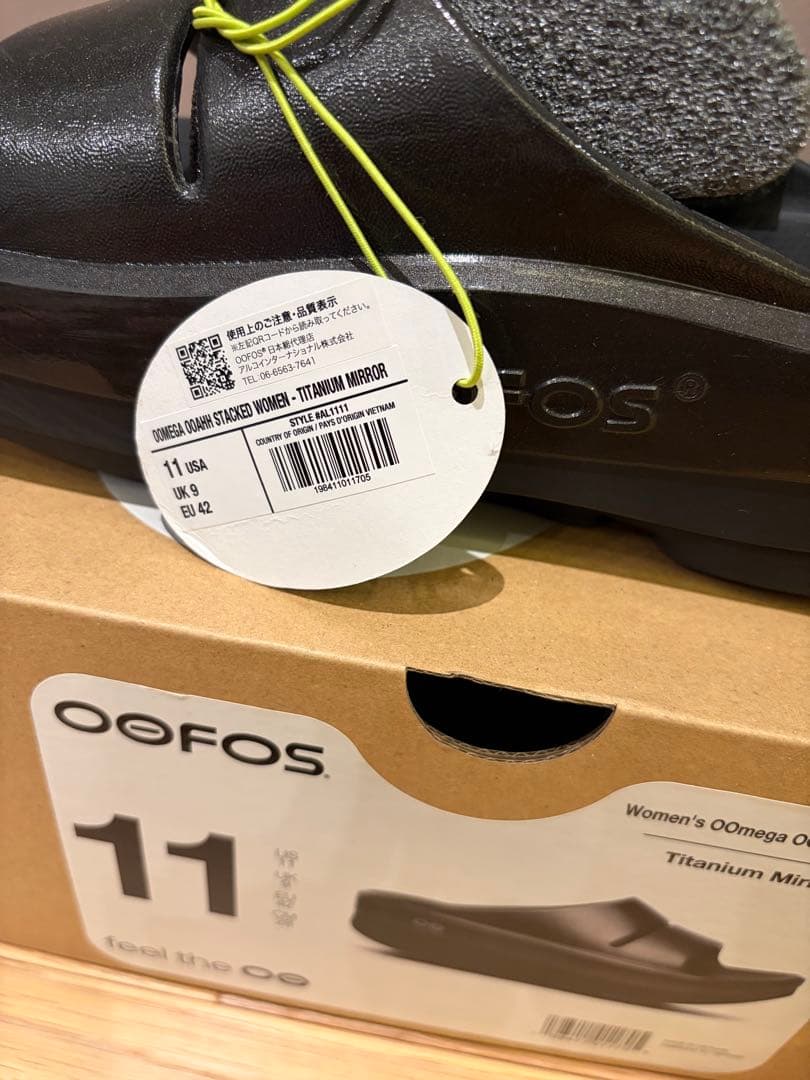 使用上のご注意・品質表示
※左記QRコードから読み取ってください。
OOFOS® 日本総代理店
アルコインターナショナル株式会社
TEL:06-6563-7641
OOMEGA OOAHH STACKED WOMEN - TITANIUM MIRROR
STYLE #AL1111
COUNTRY OF ORIGIN / PAYS D'ORIGIN VIETNAM
11 USA
UK 9
EU 42
198411011705
OOFOS®
OOFOS
11
Women's OOmega
Titanium
feel the OO